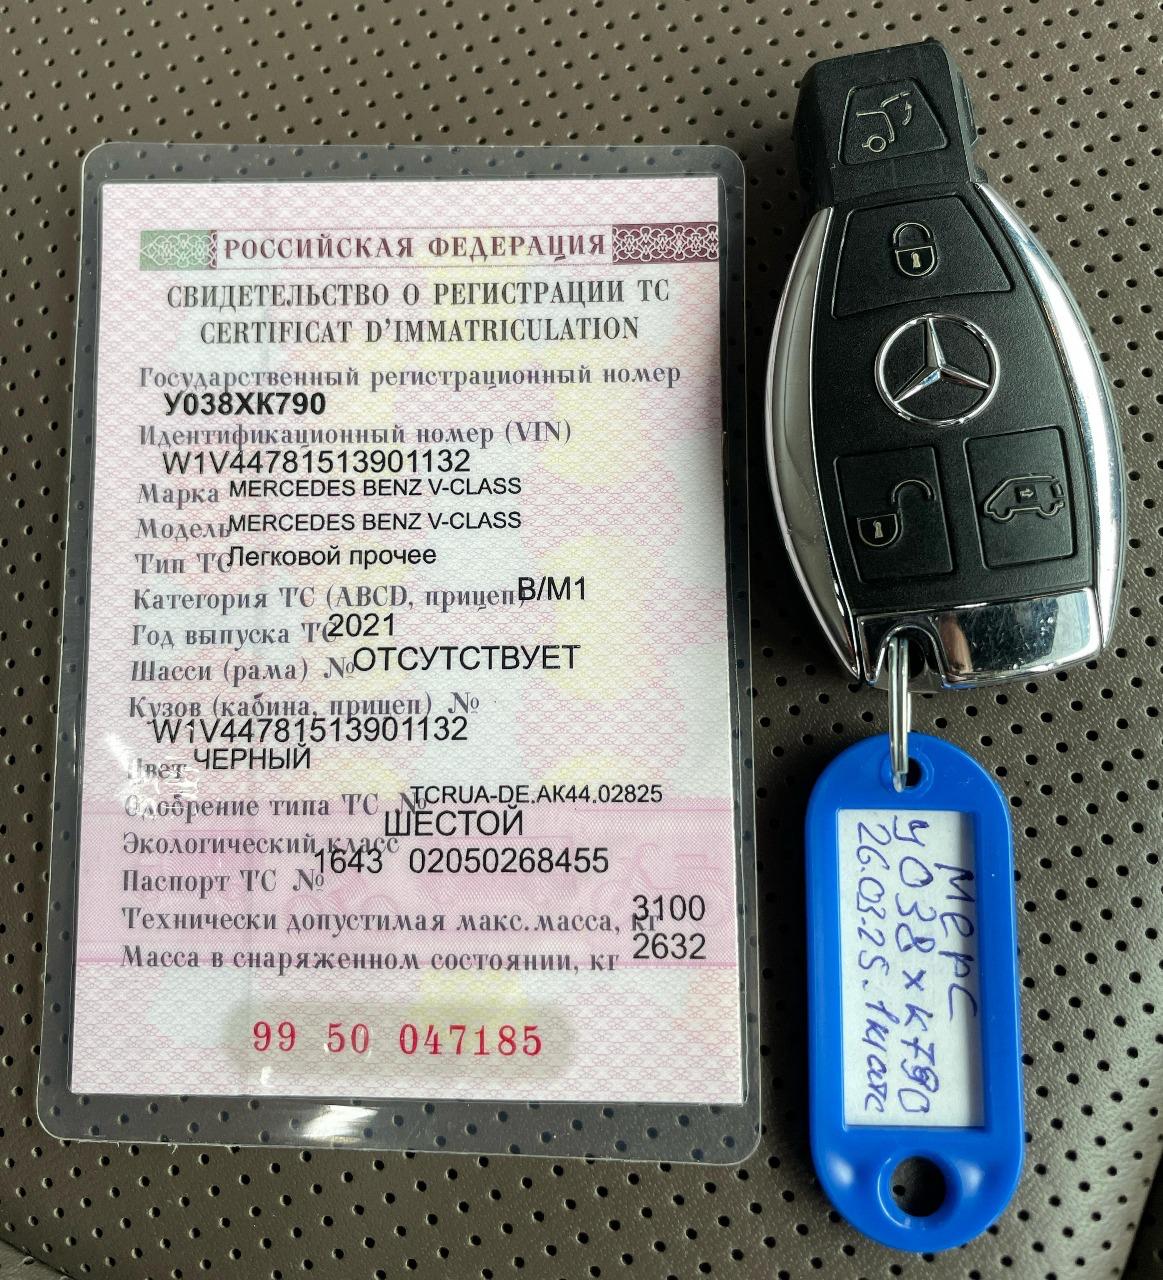 РОССИЙСКАЯ ФЕДЕРАЦИЯ
СВИДЕТЕЛЬСТВО О РЕГИСТРАЦИИ ТС
CERTIFICAT D'IMMATRICULATION
Государственный регистрационный номер
У038ХК790
Идентификационный номер (VIN)
W1V44781513901132
Марка MERCEDES BENZ V-CLASS
Модель MERCEDES BENZ V-CLASS
Тип ТС Легковой прочее
Категория ТС (ABCD, прицеп) B/M1
Год выпуска ТС 2021
Шасси (рама) № ОТСУТСТВУЕТ
Кузов (кабина, прицеп) №
W1V44781513901132
Цвет ЧЕРНЫЙ
Одобрение типа ТС № TCRUA-DE.AK44.02825
Экологический класс ШЕСТОЙ
Паспорт ТС № 1643 02050268455
Технически допустимая макс.масса, кг 3100
Масса в снаряженном состоянии, кг 2632
99 50 047185
Мерс
у038хк790
26.03.25. 1кл